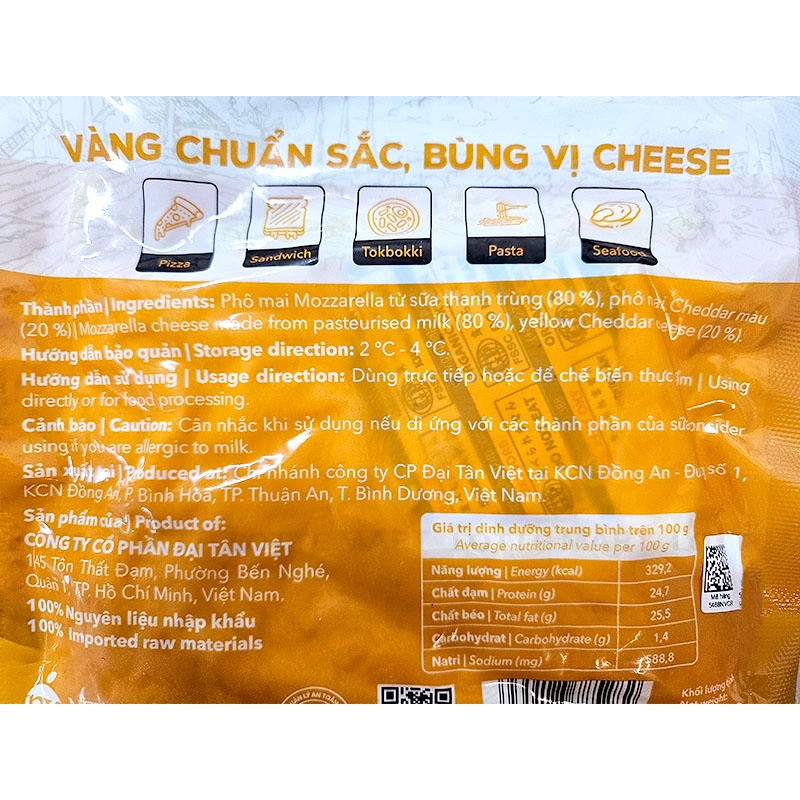 VÀNG CHUẨN SẮC, BÙNG VỊ CHEESE
Pizza
Sandwich
Tokbokki
Pasta
Seafood
Thành phần | Ingredients: Phô mai Mozzarella từ sữa thanh trùng (80 %), phô mai Cheddar màu
(20 %) | Mozzarella cheese made from pasteurised milk (80 %), yellow Cheddar cheese (20 %).
Hướng dẫn bảo quản | Storage direction: 2 °C - 4 °C.
Hướng dẫn sử dụng | Usage direction: Dùng trực tiếp hoặc để chế biến thực phẩm | Using
directly or for food processing.
Cảnh báo | Caution: Cân nhắc khi sử dụng nếu dị ứng với các thành phần của sữa
using if you are allergic to milk.
Sản xuất tại | Produced at: Chi nhánh công ty CP Đại Tân Việt tại KCN Đồng An - Đường số 1,
KCN Đồng An, P. Bình Hòa, TP. Thuận An, T. Bình Dương, Việt Nam.
Sản phẩm của | Product of:
CÔNG TY CỔ PHẦN ĐẠI TÂN VIỆT
145 Tôn Thất Đạm, Phường Bến Nghé,
Quận 1, TP. Hồ Chí Minh, Việt Nam.
100% Nguyên liệu nhập khẩu
100% Imported raw materials
Giá trị dinh dưỡng trung bình trên 100 g
Average nutritional value per 100 g
Năng lượng | Energy (kcal) 329,2
Chất đạm | Protein (g) 24,7
Chất béo | Total fat (g) 25,5
Carbohydrat | Carbohydrate (g) 1,4
Natri | Sodium (mg) 588,8
Mã hàng
5468NVCR
Khối lượng